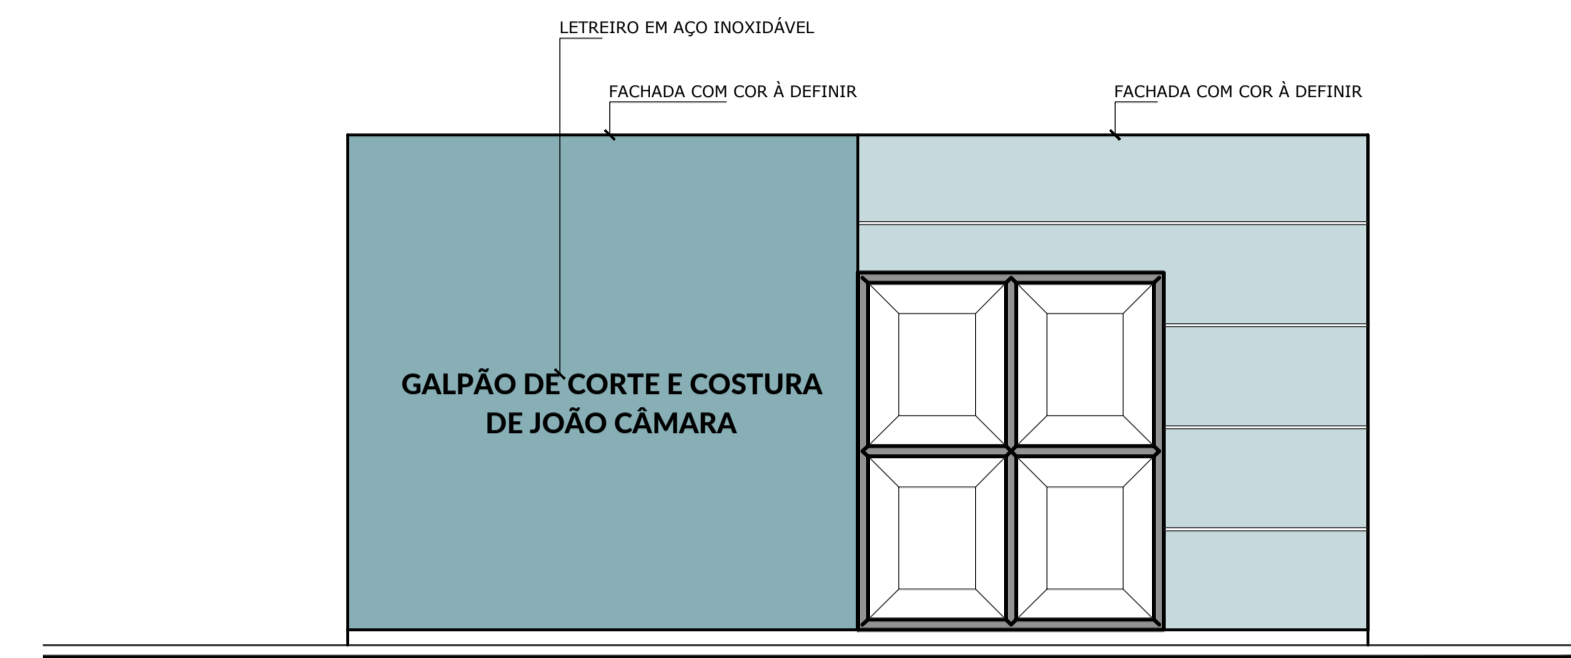 LETREIRO EM AÇO INOXIDÁVEL
FACHADA COM COR À DEFINIR
FACHADA COM COR À DEFINIR
GALPÃO DE CORTE E COSTURA
DE JOÃO CÂMARA